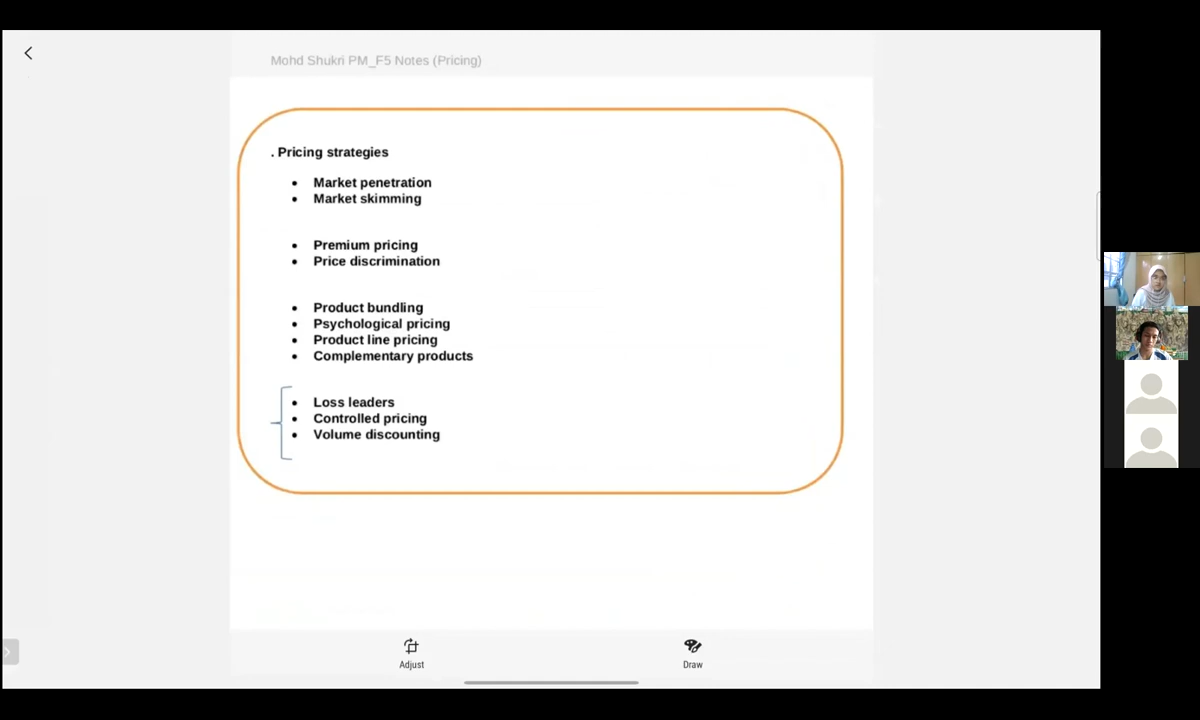 Mohd Shukri PM_F5 Notes (Pricing)
. Pricing strategies
• Market penetration
• Market skimming
• Premium pricing
• Price discrimination
• Product bundling
• Psychological pricing
• Product line pricing
• Complementary products
• Loss leaders
• Controlled pricing
• Volume discounting
Adjust
Draw